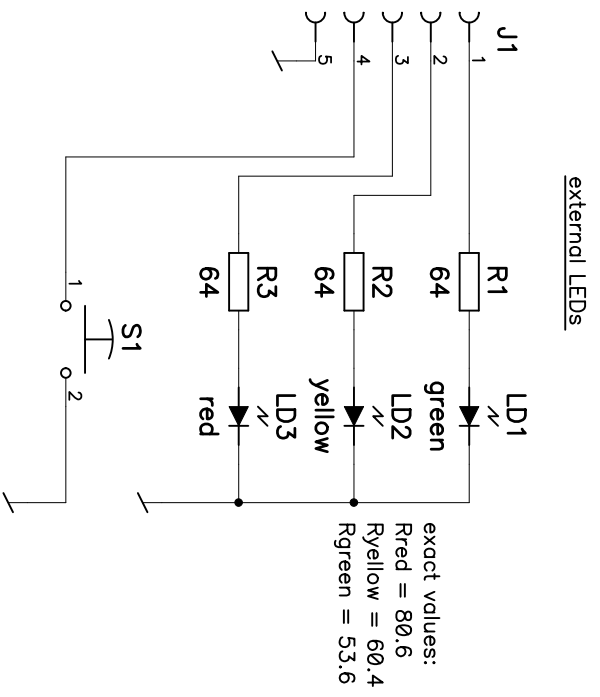 external LEDs
J1
1
2
3
4
5
R1
64
LD1
green
R2
64
LD2
yellow
R3
64
LD3
red
S1
1
2
exact values:
Rred = 80.6
Ryellow = 60.4
Rgreen = 53.6